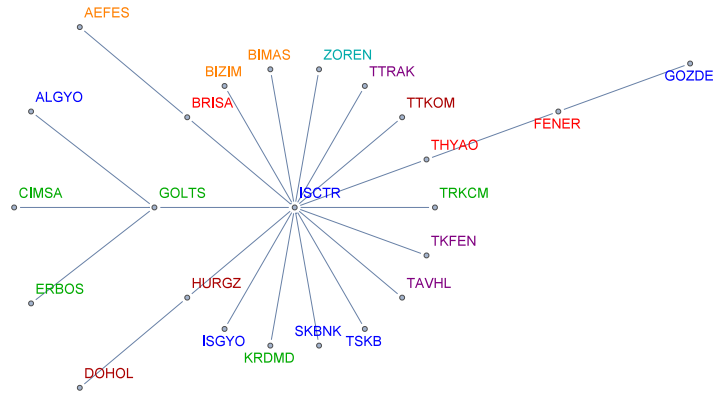 AEFES
BIMAS
ZOREN
BIZIM
TTRAK
GOZDE
ALGYO
BRISA
TTKOM
FENER
THYAO
CIMSA
GOLTS
ISCTR
TRKCM
TKFEN
ERBOS
HURGZ
TAVHL
ISGYO
SKBNK
TSKB
KRDMD
DOHOL